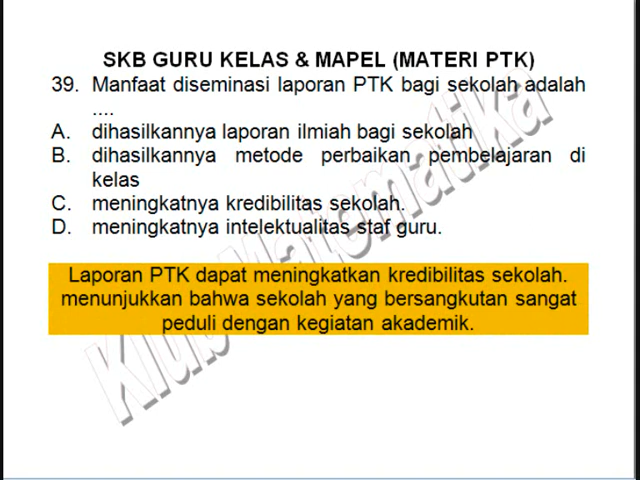 SKB GURU KELAS & MAPEL (MATERI PTK)
39. Manfaat diseminasi laporan PTK bagi sekolah adalah
....
A. dihasilkannya laporan ilmiah bagi sekolah
B. dihasilkannya metode perbaikan pembelajaran di
kelas
C. meningkatnya kredibilitas sekolah.
D. meningkatnya intelektualitas staf guru.
Laporan PTK dapat meningkatkan kredibilitas sekolah.
menunjukkan bahwa sekolah yang bersangkutan sangat
peduli dengan kegiatan akademik.